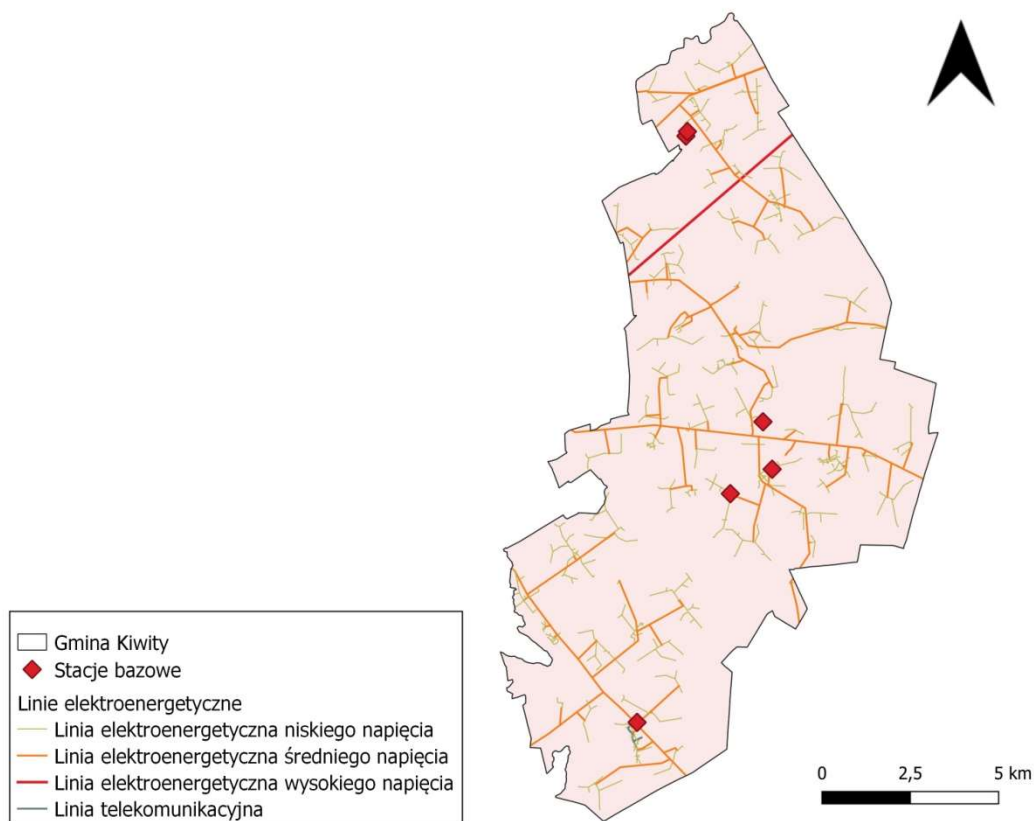 Gmina Kiwity
Stacje bazowe
Linie elektroenergetyczne
Linia elektroenergetyczna niskiego napięcia
Linia elektroenergetyczna średniego napięcia
Linia elektroenergetyczna wysokiego napięcia
Linia telekomunikacyjna
0 2,5 5 km